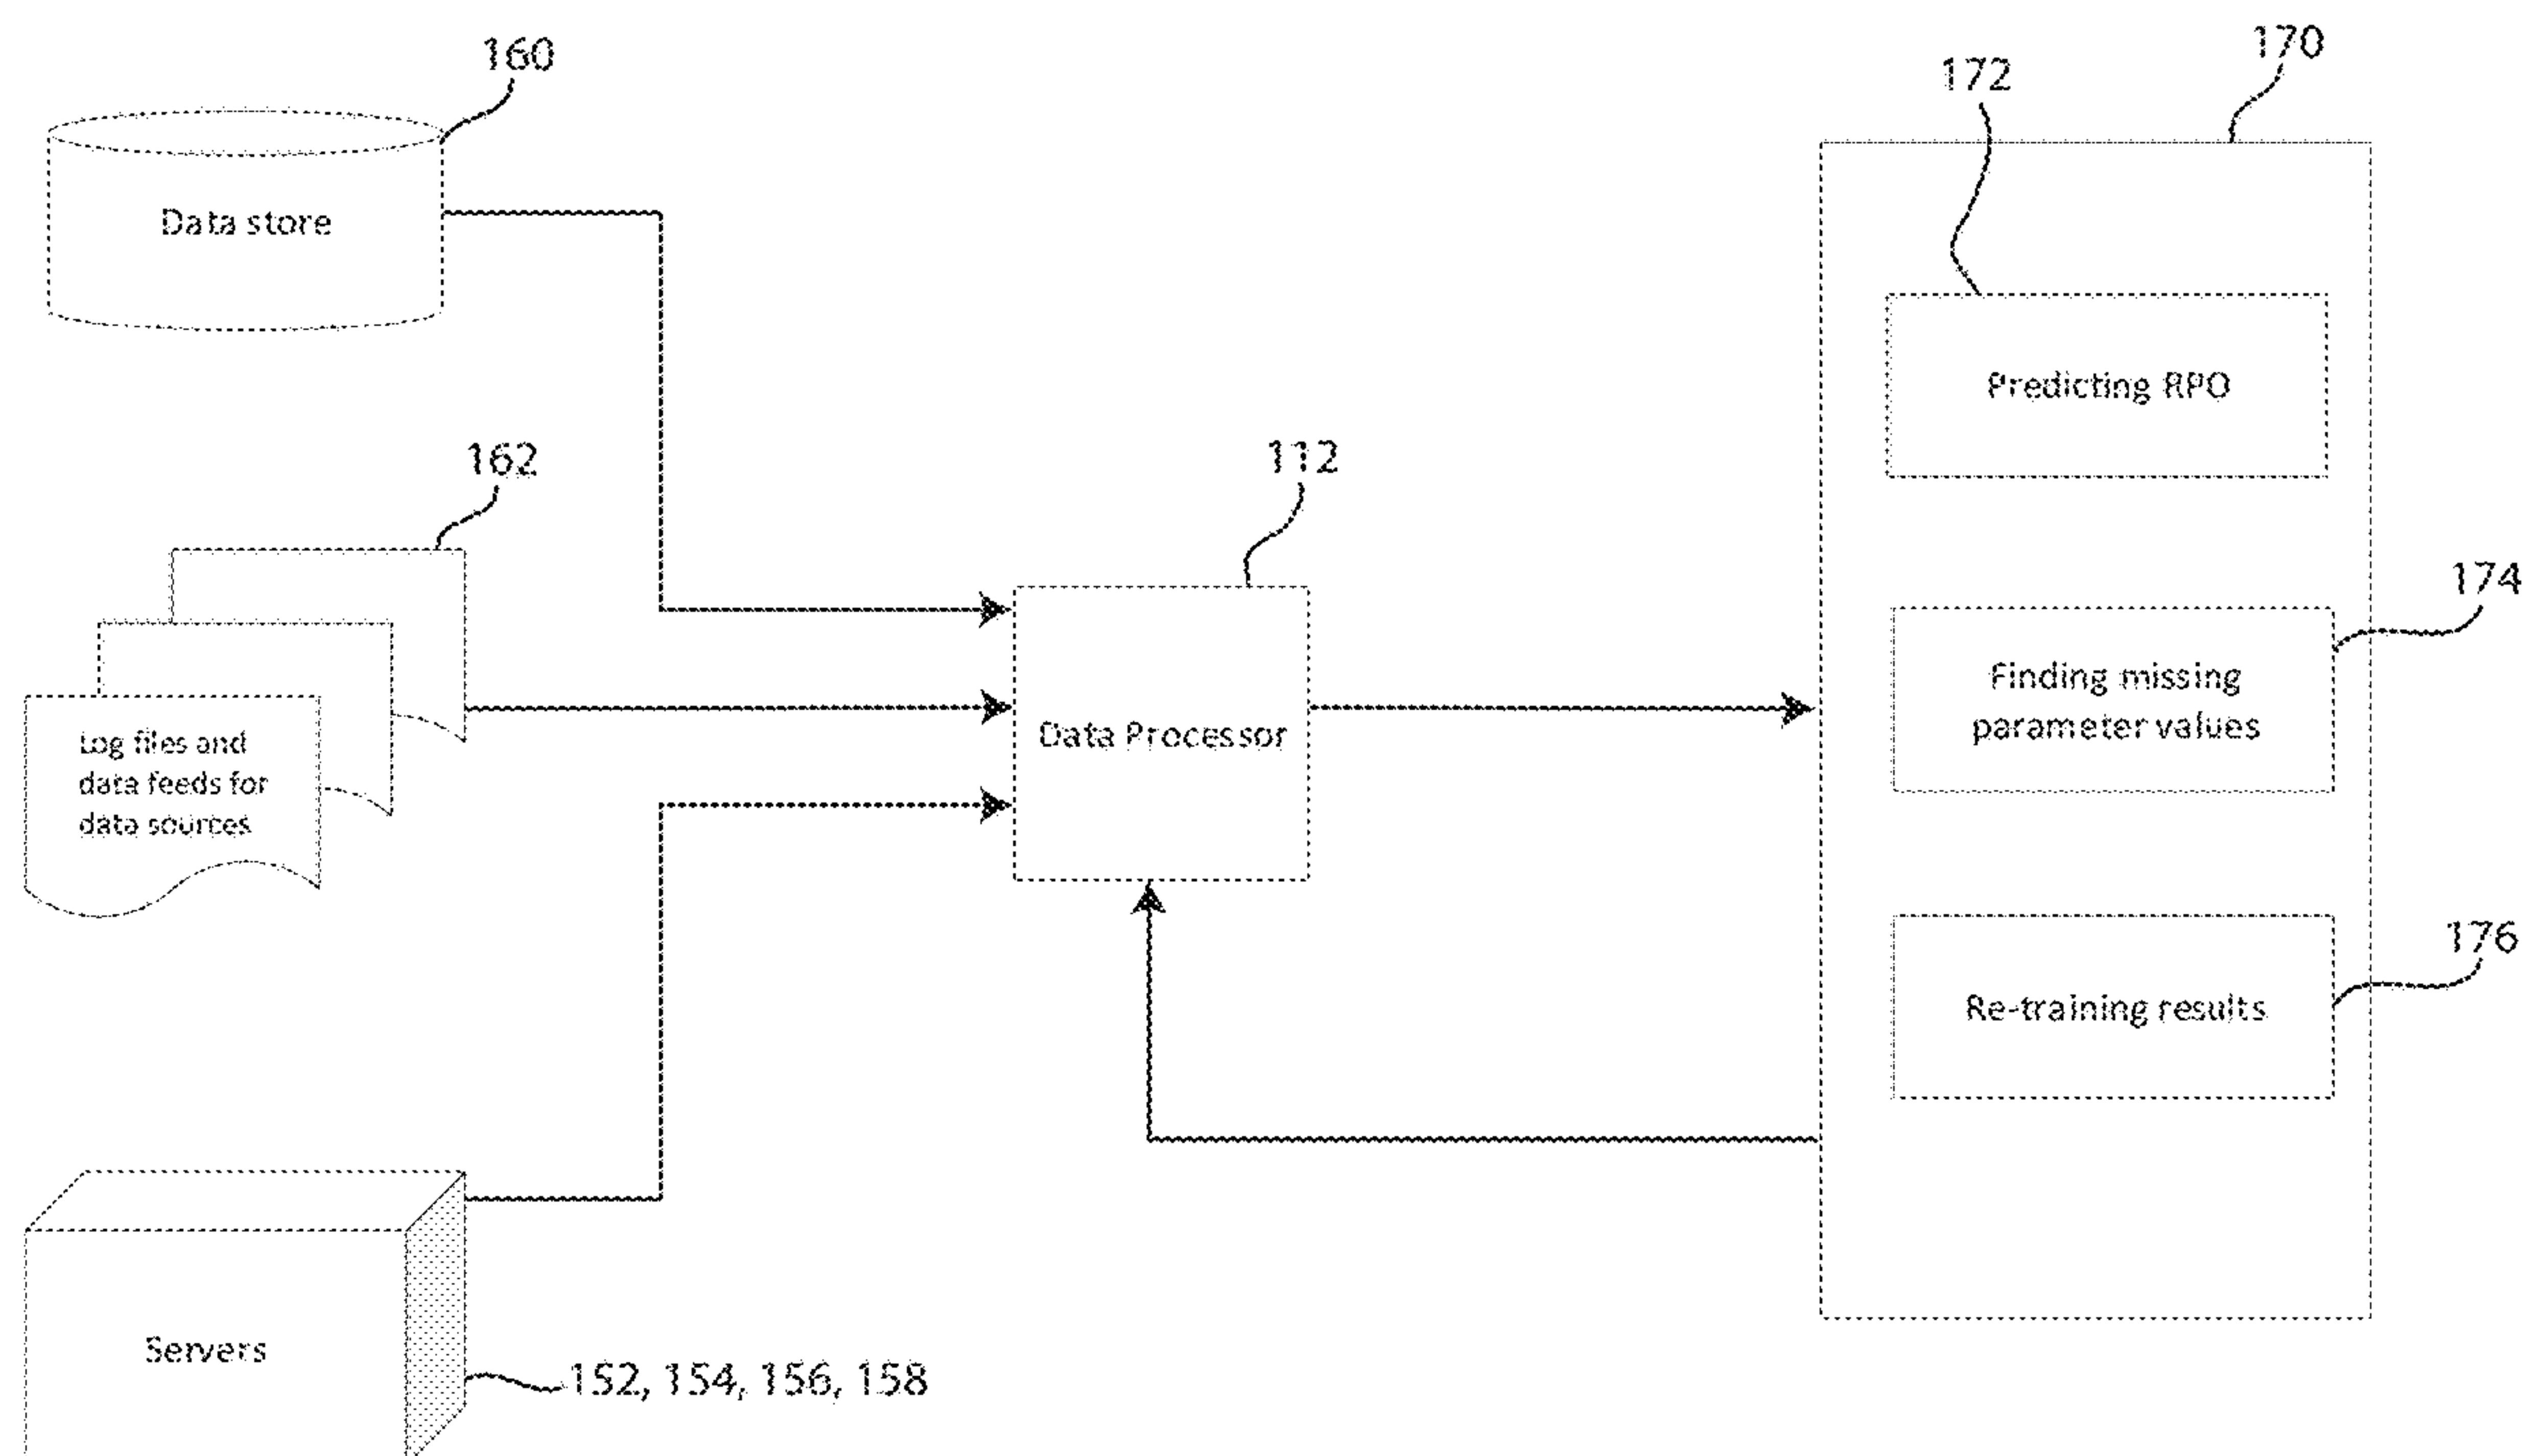 160
170
172
Data store
Predicting RPO
162
112
174
Finding missing
parameter values
Data Processor
Log files and
data feeds for
data sources
176
Re-training results
Servers
152, 154, 156, 158